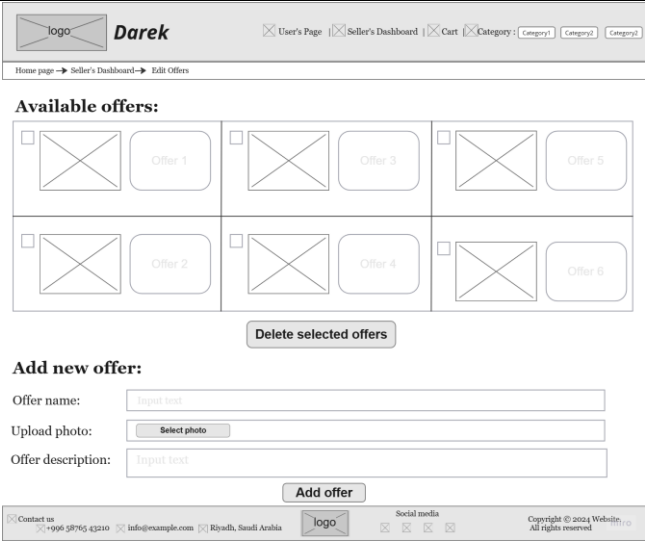 logo Darek User's Page | Seller's Dashboard | Cart | Category : Category1 Category2 Category2
Home page → Seller's Dashboard → Edit Offers
Available offers:
Offer 1 Offer 3 Offer 5
Offer 2 Offer 4 Offer 6
Delete selected offers
Add new offer:
Offer name: Input text
Upload photo: Select photo
Offer description: Input text
Add offer
Contact us
+996 58765 43210 info@example.com Riyadh, Saudi Arabia
logo
Social media
Copyright © 2024 Website.
All rights reserved
miro